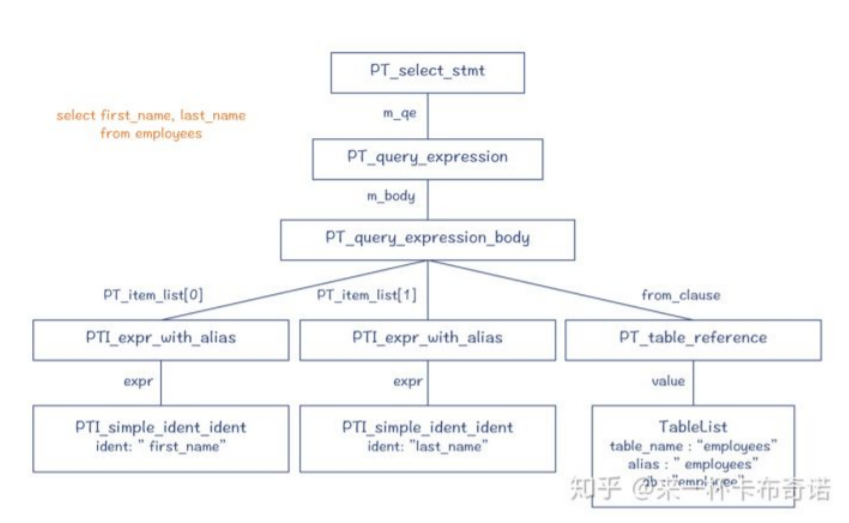 PT_select_stmt
select first_name, last_name
from employees
m_qe
PT_query_expression
m_body
PT_query_expression_body
PT_item_list[0]
PT_item_list[1]
from_clause
PTI_expr_with_alias
PTI_expr_with_alias
PT_table_reference
expr
expr
value
PTI_simple_ident_ident
ident: " first_name"
PTI_simple_ident_ident
ident: "last_name"
TableList
table_name : "employees"
alias : " employees"
db : "employee"
知乎 @来一杯卡布奇诺